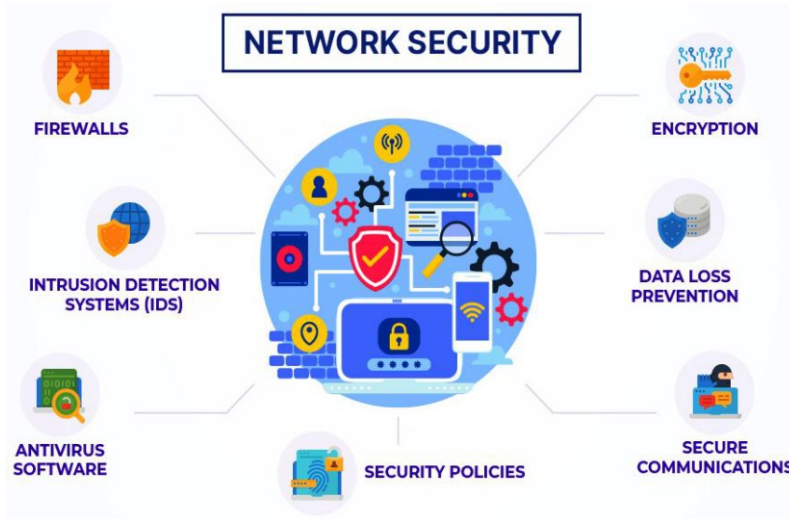 NETWORK SECURITY
FIREWALLS
ENCRYPTION
INTRUSION DETECTION
SYSTEMS (IDS)
DATA LOSS
PREVENTION
ANTIVIRUS
SOFTWARE
SECURITY POLICIES
SECURE
COMMUNICATIONS